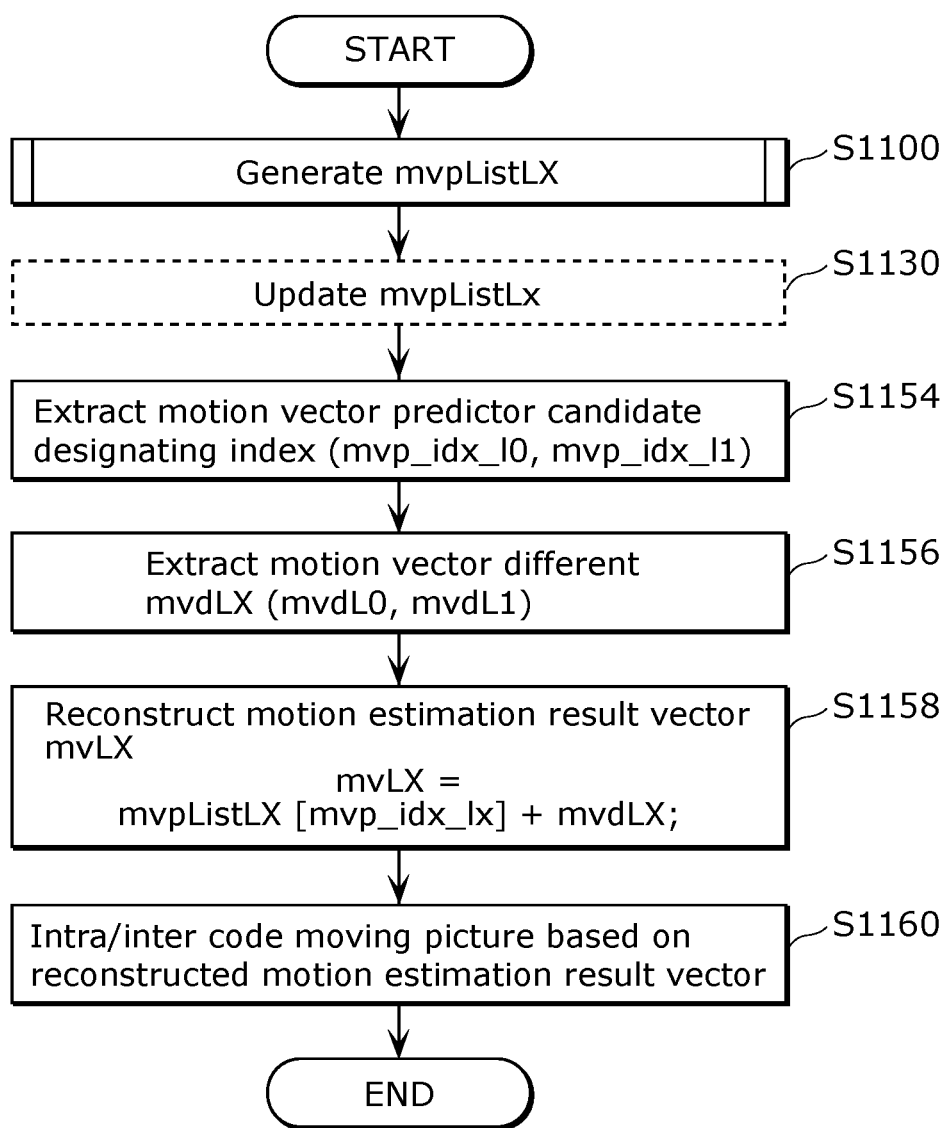 START
Generate mvpListLX
S1100
Update mvpListLx
S1130
Extract motion vector predictor candidate
designating index (mvp_idx_l0, mvp_idx_l1)
S1154
Extract motion vector different
mvdLX (mvdL0, mvdL1)
S1156
Reconstruct motion estimation result vector
mvLX
mvLX =
mvpListLX [mvp_idx_lx] + mvdLX;
S1158
Intra/inter code moving picture based on
reconstructed motion estimation result vector
S1160
END